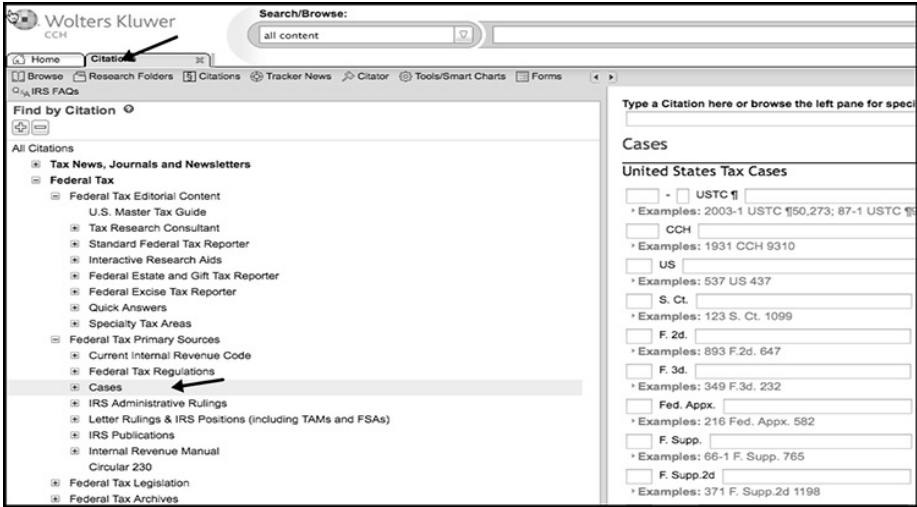 Wolters Kluwer
CCH
Search/Browse:
all content
Home Citations
Browse Research Folders Citations Tracker News Citator Tools/Smart Charts Forms
IRS FAQs
Find by Citation
All Citations
Tax News, Journals and Newsletters
Federal Tax
Federal Tax Editorial Content
U.S. Master Tax Guide
Tax Research Consultant
Standard Federal Tax Reporter
Interactive Research Aids
Federal Estate and Gift Tax Reporter
Federal Excise Tax Reporter
Quick Answers
Specialty Tax Areas
Federal Tax Primary Sources
Current Internal Revenue Code
Federal Tax Regulations
Cases
IRS Administrative Rulings
Letter Rulings & IRS Positions (including TAMs and FSAs)
IRS Publications
Internal Revenue Manual
Circular 230
Federal Tax Legislation
Federal Tax Archives
Type a Citation here or browse the left pane for speci
Cases
United States Tax Cases
- USTC ¶
Examples: 2003-1 USTC ¶50,273; 87-1 USTC ¶9
CCH
Examples: 1931 CCH 9310
US
Examples: 537 US 437
S. Ct.
Examples: 123 S. Ct. 1099
F. 2d.
Examples: 893 F.2d. 647
F. 3d.
Examples: 349 F.3d. 232
Fed. Appx.
Examples: 216 Fed. Appx. 582
F. Supp.
Examples: 66-1 F. Supp. 765
F. Supp.2d
Examples: 371 F. Supp.2d 1198